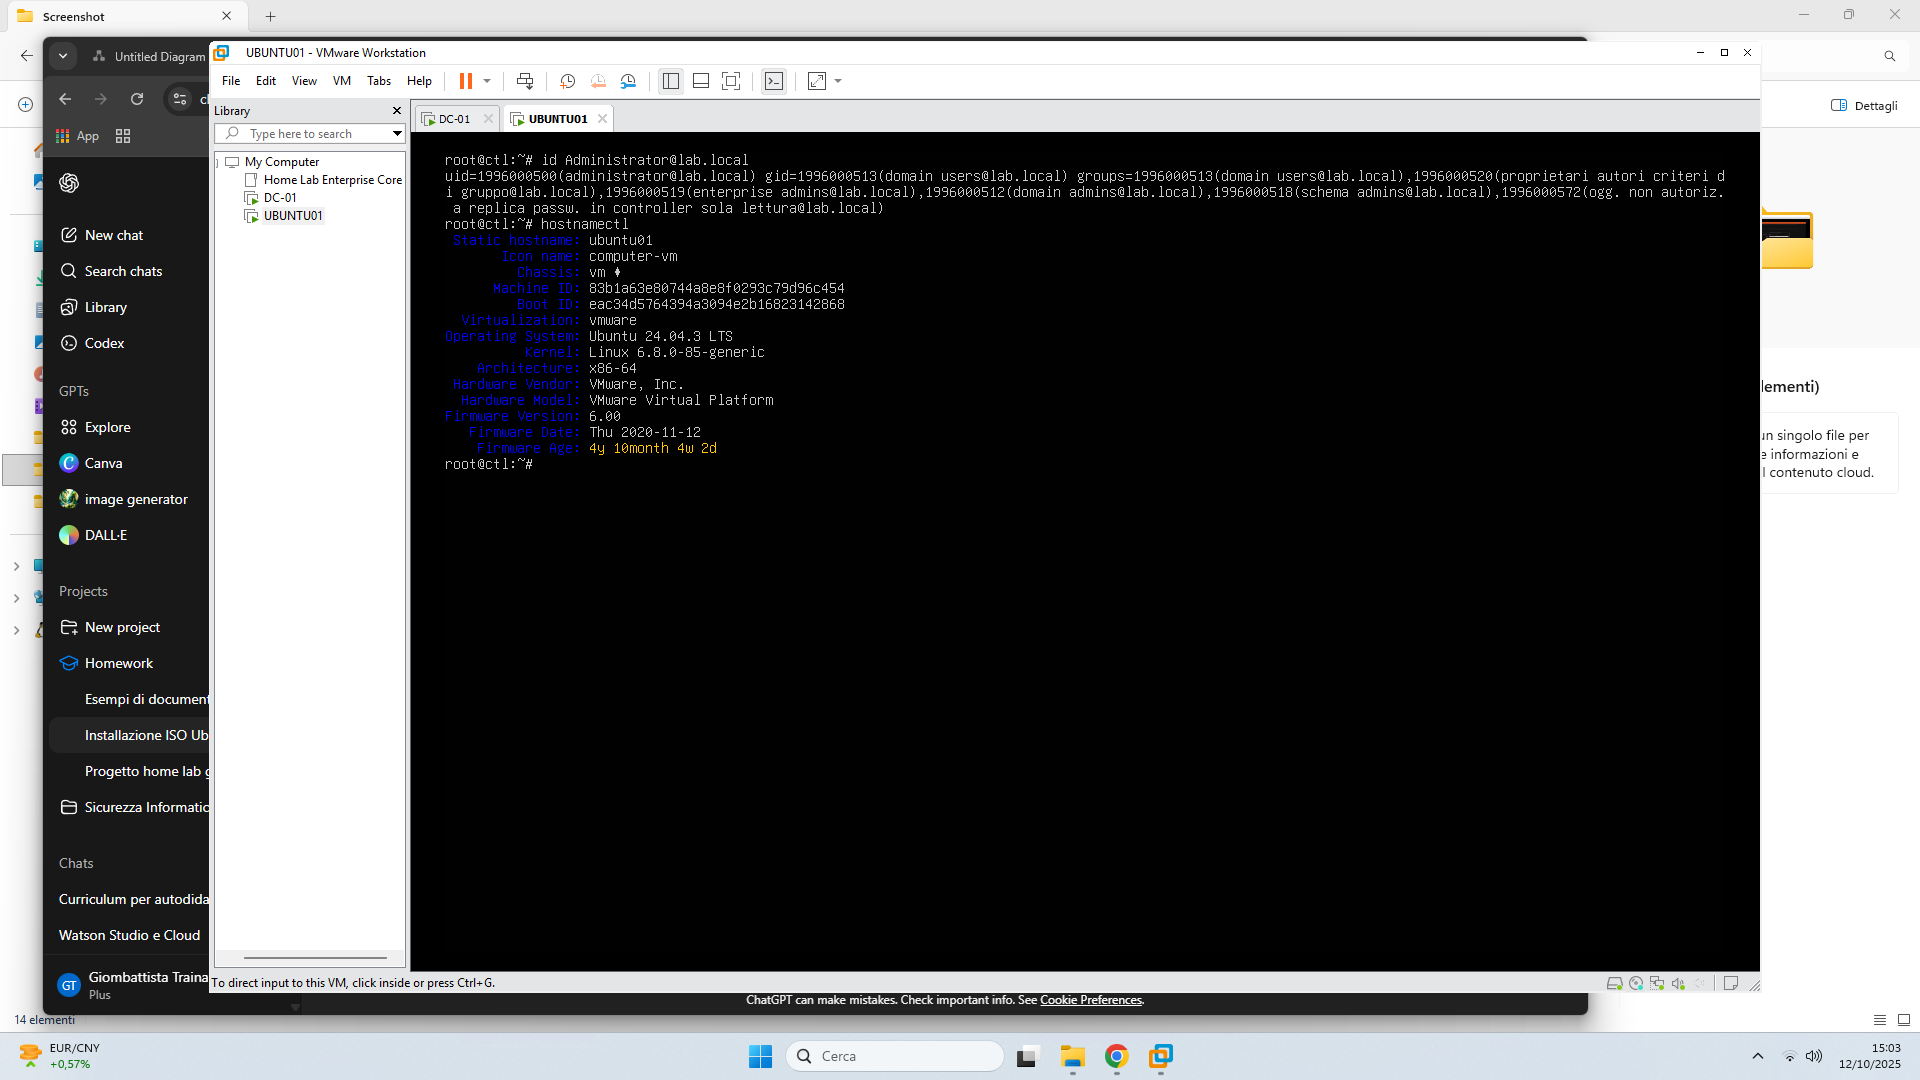 Screenshot
Untitled Diagram
UBUNTU01 - VMware Workstation
File Edit View VM Tabs Help
App
Dettagli
Library
Type here to search
DC-01
UBUNTU01
My Computer
Home Lab Enterprise Core
DC-01
UBUNTU01
root@ctl:~# id Administrator@lab.local
uid=1996000500(administrator@lab.local) gid=1996000513(domain users@lab.local) groups=1996000513(domain users@lab.local),1996000520(proprietari autori criteri d
i gruppo@lab.local),1996000519(enterprise admins@lab.local),1996000512(domain admins@lab.local),1996000518(schema admins@lab.local),1996000572(ogg. non autoriz.
a replica passw. in controller sola lettura@lab.local)
root@ctl:~# hostnamectl
Static hostname: ubuntu01
Icon name: computer-vm
Chassis: vm
Machine ID: 83b1a63e80744a8e8f0293c79d96c454
Boot ID: eac34d5764394a3094e2b16823142868
Virtualization: vmware
Operating System: Ubuntu 24.04.3 LTS
Kernel: Linux 6.8.0-85-generic
Architecture: x86-64
Hardware Vendor: VMware, Inc.
Hardware Model: VMware Virtual Platform
Firmware Version: 6.00
Firmware Date: Thu 2020-11-12
Firmware Age: 4y 10month 4w 2d
root@ctl:~#
New chat
Search chats
Library
Codex
GPTs
Explore
Canva
image generator
DALL·E
Projects
New project
Homework
Esempi di document
Installazione ISO Ub
Progetto home lab g
Sicurezza Informatic
Chats
Curriculum per autodida
Watson Studio e Cloud
GT
Giombattista Traina
Plus
lementi)
un singolo file per
e informazioni e
l contenuto cloud.
To direct input to this VM, click inside or press Ctrl+G.
ChatGPT can make mistakes. Check important info. See Cookie Preferences.
14 elementi
EUR/CNY
+0,57%
Cerca
15:03
12/10/2025